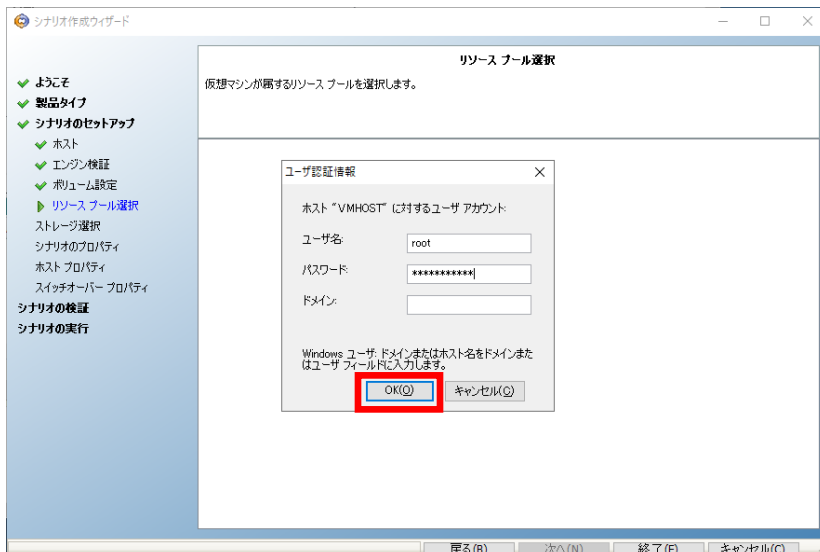 シナリオ作成ウィザード
リソース プール選択
仮想マシンが属するリソース プールを選択します。
ようこそ
製品タイプ
シナリオのセットアップ
ホスト
エンジン検証
ボリューム設定
リソース プール選択
ストレージ選択
シナリオのプロパティ
ホスト プロパティ
スイッチオーバー プロパティ
シナリオの検証
シナリオの実行
ユーザ認証情報
ホスト "VMHOST" に対するユーザ アカウント:
ユーザ名: root
パスワード: ***********
ドメイン:
Windows ユーザ: ドメインまたはホスト名をドメインまた
はユーザ フィールドに入力します。
OK(O) キャンセル(C)
戻る(B) 次へ(N) 終了(F) キャンセル(C)